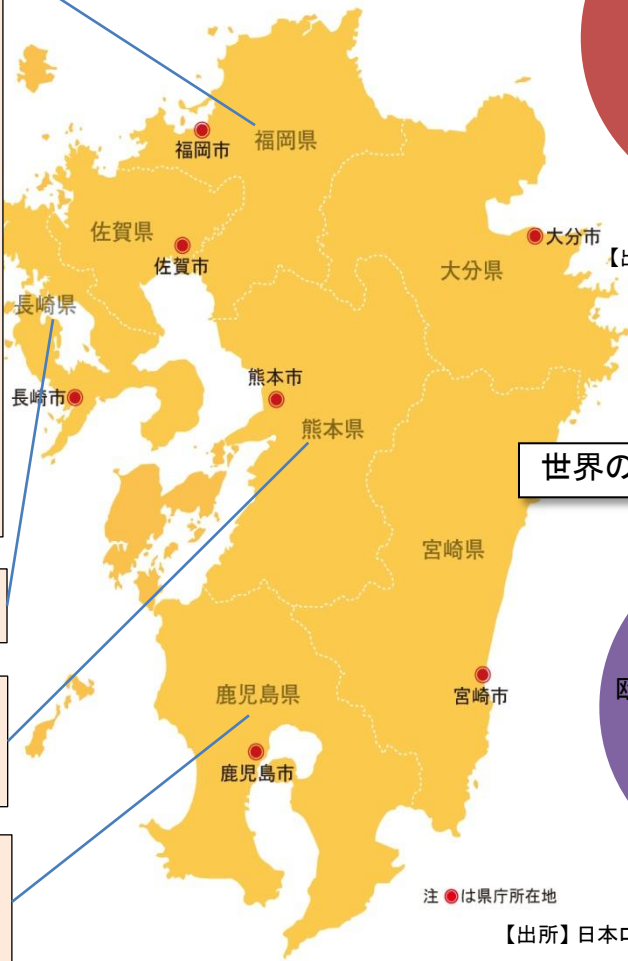 福岡県
福岡市
佐賀県
佐賀市
大分市
【出
大分県
長崎県
長崎市
熊本市
熊本県
世界の
宮崎県
鹿児島県
宮崎市
鹿児島市
注 ◉は県庁所在地
【出所】日本ロ